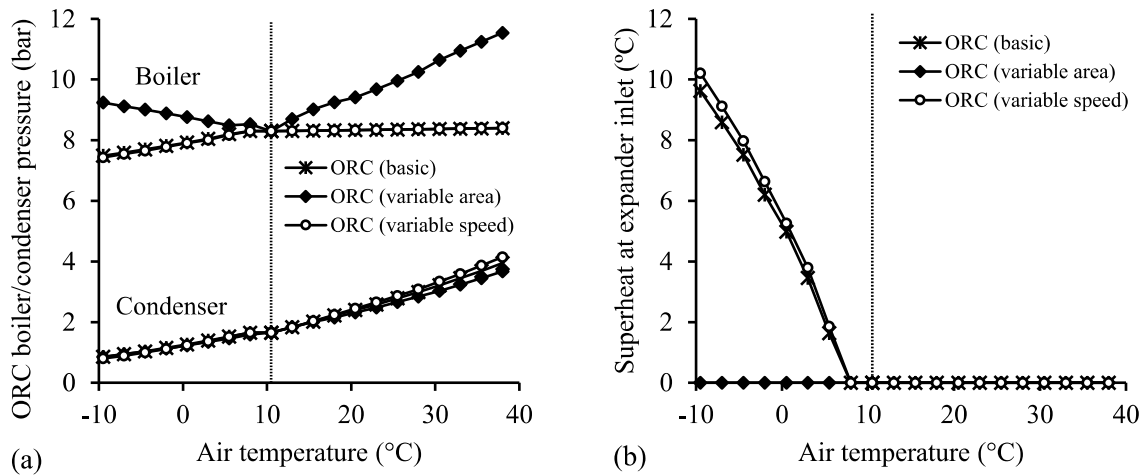 12
10
8
6
4
2
0
-10
0
10
20
30
40
ORC boiler/condenser pressure (bar)
Air temperature (°C)
Boiler
ORC (basic)
ORC (variable area)
ORC (variable speed)
Condenser
(a)
12
10
8
6
4
2
0
-10
0
10
20
30
40
Superheat at expander inlet (ºC)
Air temperature (°C)
ORC (basic)
ORC (variable area)
ORC (variable speed)
(b)